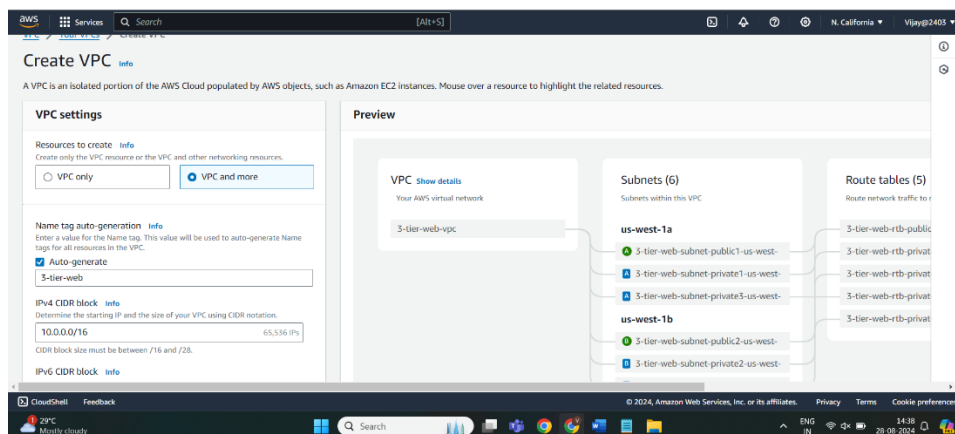 aws
Services
Search
[Alt+S]
N. California
Vijay@2403
VPC > Your VPCs > Create VPC
Create VPC Info
A VPC is an isolated portion of the AWS Cloud populated by AWS objects, such as Amazon EC2 instances. Mouse over a resource to highlight the related resources.
VPC settings
Resources to create Info
Create only the VPC resource or the VPC and other networking resources.
VPC only
VPC and more
Name tag auto-generation Info
Enter a value for the Name tag. This value will be used to auto-generate Name
tags for all resources in the VPC.
Auto-generate
3-tier-web
IPv4 CIDR block Info
Determine the starting IP and the size of your VPC using CIDR notation.
10.0.0.0/16
65,536 IPs
CIDR block size must be between /16 and /28.
IPv6 CIDR block Info
Preview
VPC Show details
Your AWS virtual network
3-tier-web-vpc
Subnets (6)
Subnets within this VPC
us-west-1a
A 3-tier-web-subnet-public1-us-west-
A 3-tier-web-subnet-private1-us-west-
A 3-tier-web-subnet-private3-us-west-
us-west-1b
B 3-tier-web-subnet-public2-us-west-
B 3-tier-web-subnet-private2-us-west-
Route tables (5)
Route network traffic to
3-tier-web-rtb-public
3-tier-web-rtb-privat
3-tier-web-rtb-privat
3-tier-web-rtb-privat
3-tier-web-rtb-privat
CloudShell
Feedback
© 2024, Amazon Web Services, Inc. or its affiliates.
Privacy
Terms
Cookie preferences
29°C
Mostly cloudy
Search
ENG
IN
14:38
28-08-2024